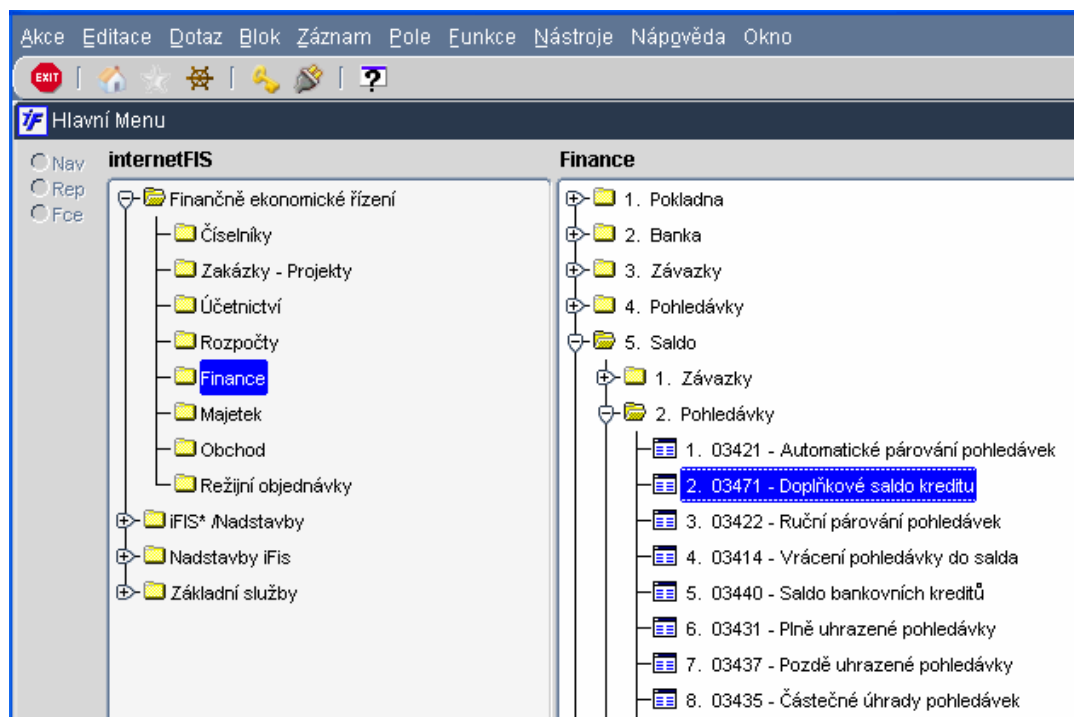 Akce Editace Dotaz Blok Záznam Pole Funkce Nástroje Nápověda Okno
EXIT
Hlavní Menu
Nav
Rep
Fce
internetFIS
Finančně ekonomické řízení
Číselníky
Zakázky - Projekty
Účetnictví
Rozpočty
Finance
Majetek
Obchod
Režijní objednávky
iFIS* /Nadstavby
Nadstavby iFis
Základní služby
Finance
1. Pokladna
2. Banka
3. Závazky
4. Pohledávky
5. Saldo
1. Závazky
2. Pohledávky
1. 03421 - Automatické párování pohledávek
2. 03471 - Doplňkové saldo kreditu
3. 03422 - Ruční párování pohledávek
4. 03414 - Vrácení pohledávky do salda
5. 03440 - Saldo bankovních kreditů
6. 03431 - Plně uhrazené pohledávky
7. 03437 - Pozdě uhrazené pohledávky
8. 03435 - Částečné úhrady pohledávek